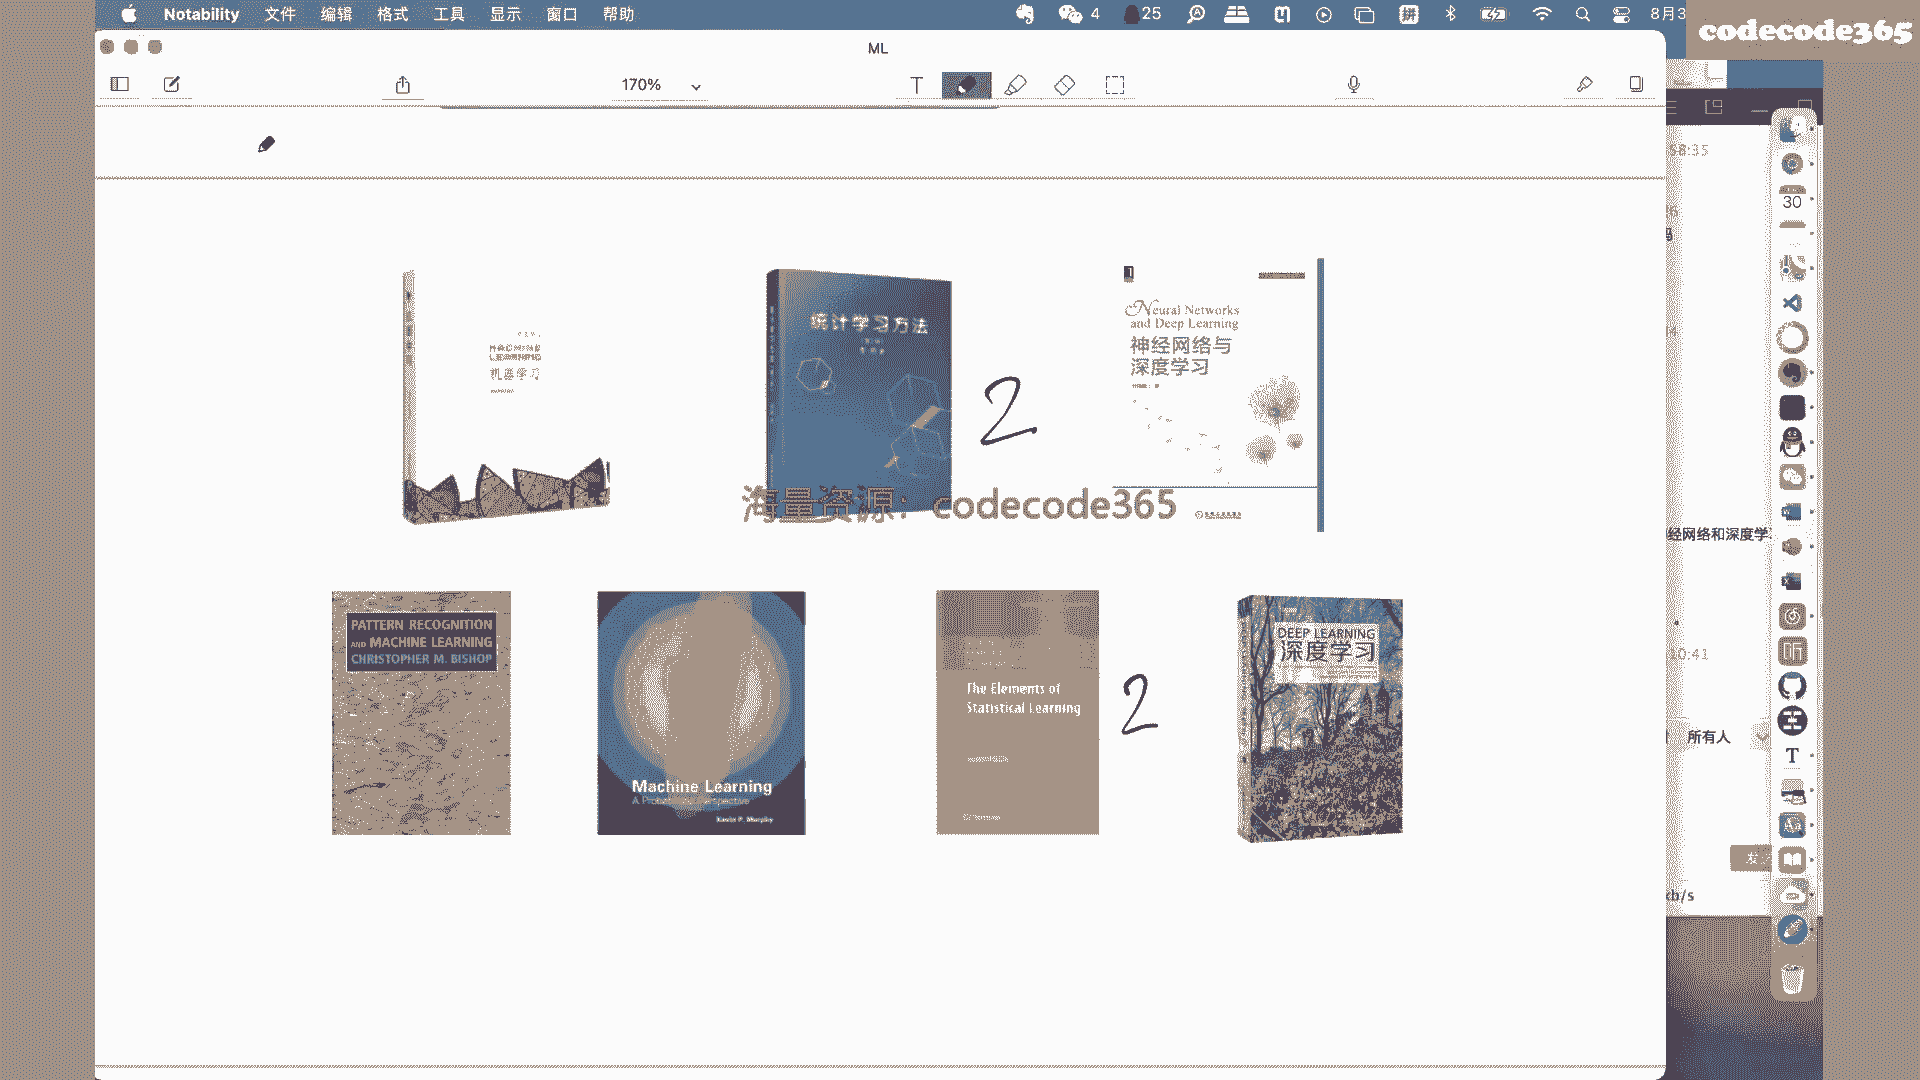 Notability 文件 编辑 格式 工具 显示 窗口 帮助 4 25 拼 8月3
codecode365
ML
170%
T
58:35
30
机器学习
统计学习方法
2
Neural Networks
and Deep Learning
神经网络与
深度学习
海量资源：codecode365
经网络和深度学
PATTERN RECOGNITION
AND MACHINE LEARNING
CHRISTOPHER M. BISHOP
Machine Learning
A Probabilistic Perspective
Kevin P. Murphy
The Elements of
Statistical Learning
2
DEEP LEARNING
深度学习
10:41
所有人
T
Aa
发
kb/s